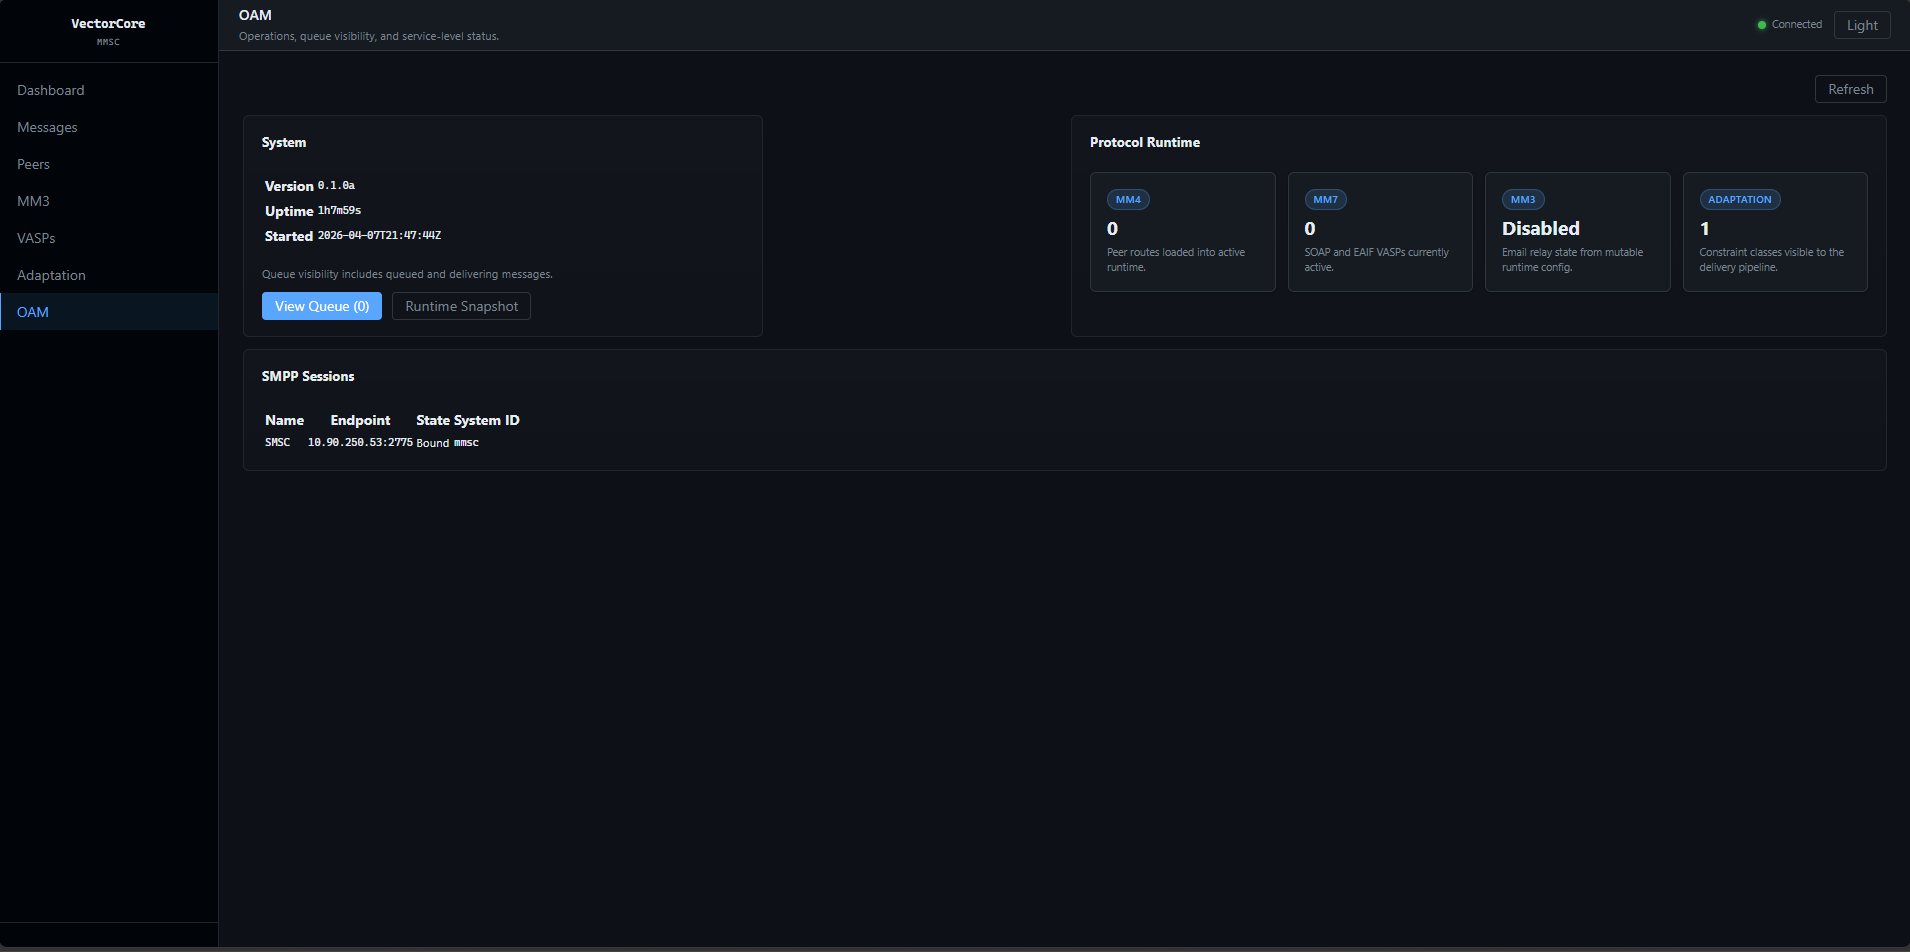 VectorCore
MMSC
Dashboard
Messages
Peers
MM3
VASPs
Adaptation
OAM
OAM
Operations, queue visibility, and service-level status.
Connected
Light
Refresh
System
Version 0.1.0a
Uptime 1h7m59s
Started 2026-04-07T21:47:44Z
Queue visibility includes queued and delivering messages.
View Queue (0) Runtime Snapshot
Protocol Runtime
MM4
0
Peer routes loaded into active
runtime.
MM7
0
SOAP and EAIF VASPs currently
active.
MM3
Disabled
Email relay state from mutable
runtime config.
ADAPTATION
1
Constraint classes visible to the
delivery pipeline.
SMPP Sessions
Name Endpoint State System ID
SMSC 10.90.250.53:2775 Bound mmsc